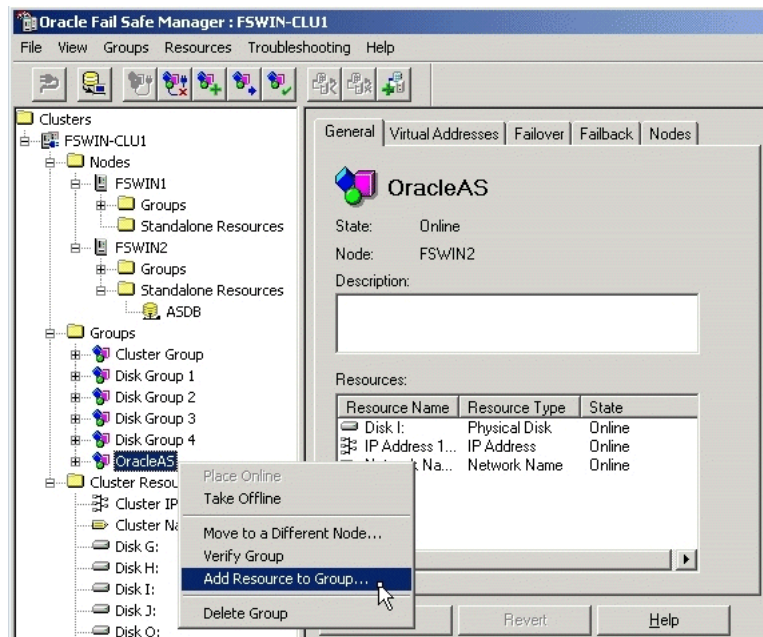 Oracle Fail Safe Manager : FSWIN-CLU1
File View Groups Resources Troubleshooting Help
Clusters
FSWIN-CLU1
Nodes
FSWIN1
Groups
Standalone Resources
FSWIN2
Groups
Standalone Resources
ASDB
Groups
Cluster Group
Disk Group 1
Disk Group 2
Disk Group 3
Disk Group 4
OracleAS
Cluster Resou
Cluster IP
Cluster Na
Disk G:
Disk H:
Disk I:
Disk J:
Disk O:
Place Online
Take Offline
Move to a Different Node...
Verify Group
Add Resource to Group...
Delete Group
General Virtual Addresses Failover Failback Nodes
OracleAS
State: Online
Node: FSWIN2
Description:
Resources:
Resource Name Resource Type State
Disk I: Physical Disk Online
IP Address 1... IP Address Online
Na... Network Name Online
Revert Help